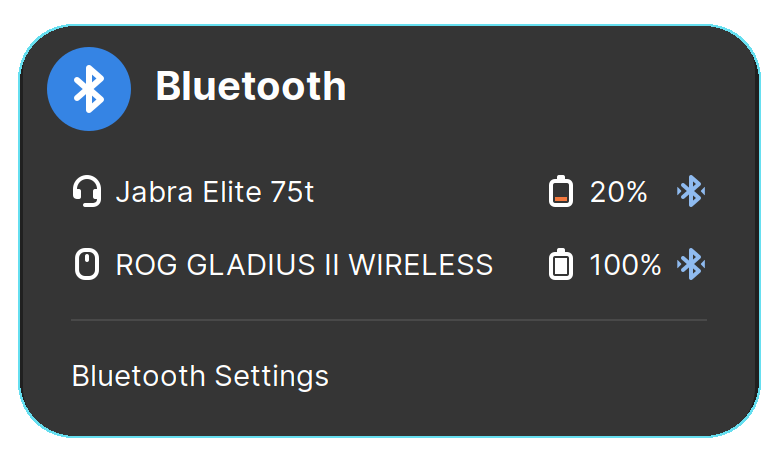 Bluetooth
Jabra Elite 75t 20%
ROG GLADIUS II WIRELESS 100%
Bluetooth Settings